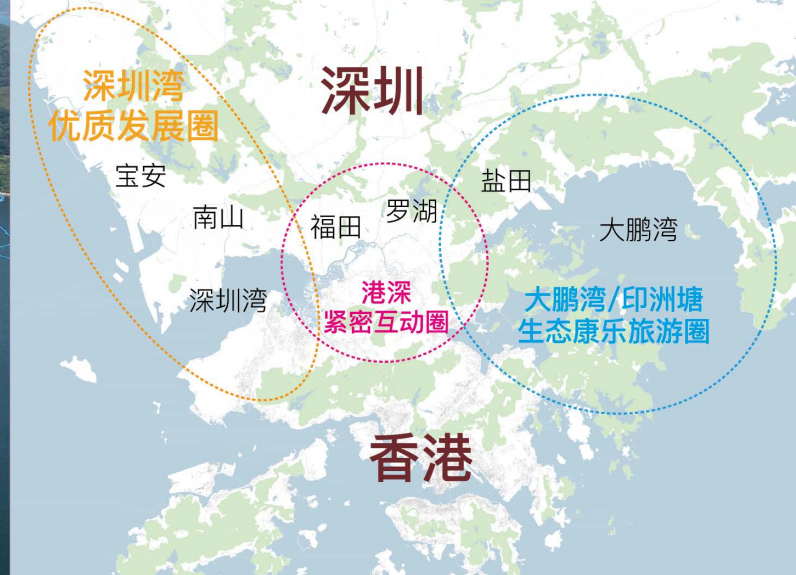 深圳湾
优质发展圈
深圳
宝安
南山
福田
罗湖
盐田
大鹏湾
深圳湾
港深
紧密互动圈
大鹏湾/印洲塘
生态康乐旅游圈
香港